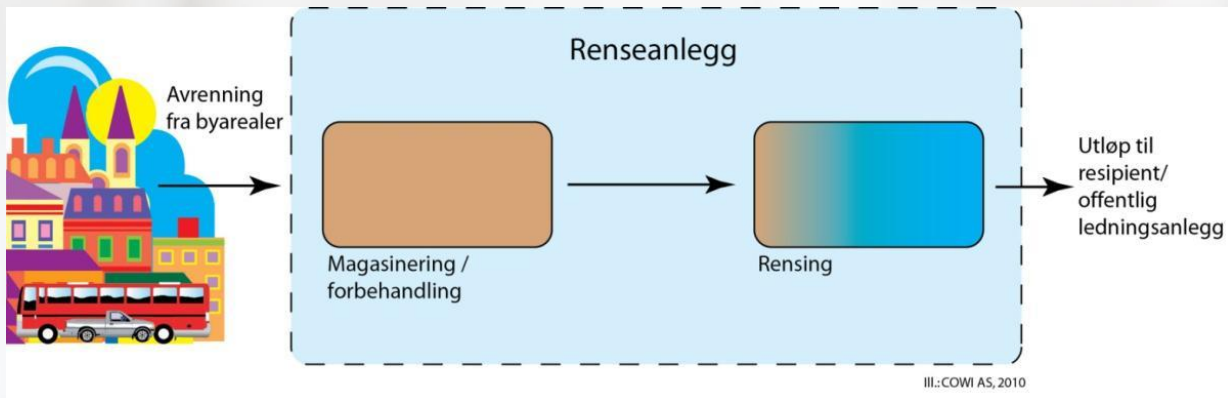 Renseanlegg
Avrenning
fra byarealer
Magasinering /
forbehandling
Rensing
Utløp til
resipient/
offentlig
ledningsanlegg
Ill.: COWI AS, 2010